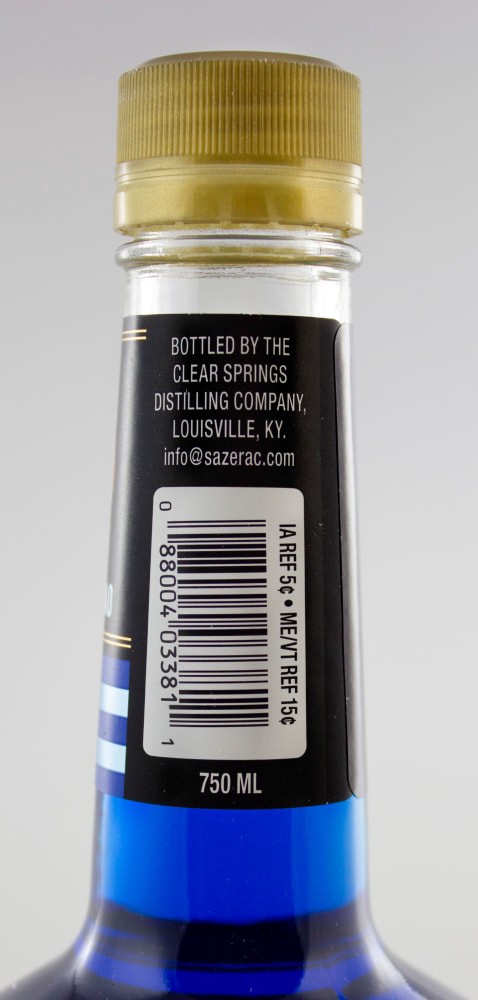 BOTTLED BY THE
CLEAR SPRINGS
DISTILLING COMPANY,
LOUISVILLE, KY.
info@sazerac.com
IA REF 5¢ • ME/VT REF 15¢
0 88004 03381 1
750 ML